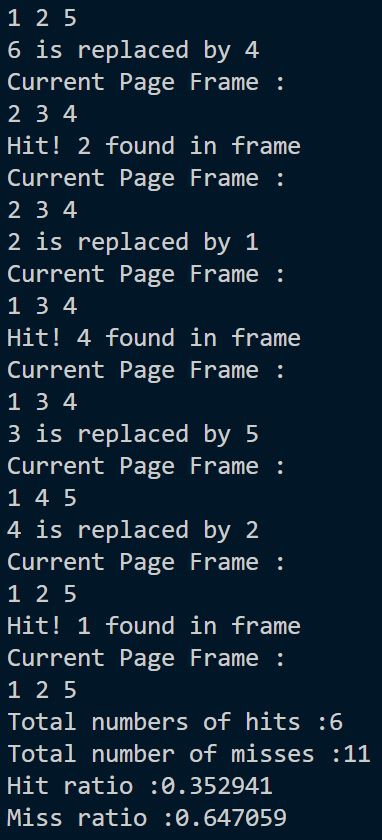 1 2 5
6 is replaced by 4
Current Page Frame :
2 3 4
Hit! 2 found in frame
Current Page Frame :
2 3 4
2 is replaced by 1
Current Page Frame :
1 3 4
Hit! 4 found in frame
Current Page Frame :
1 3 4
3 is replaced by 5
Current Page Frame :
1 4 5
4 is replaced by 2
Current Page Frame :
1 2 5
Hit! 1 found in frame
Current Page Frame :
1 2 5
Total numbers of hits :6
Total number of misses :11
Hit ratio :0.352941
Miss ratio :0.647059